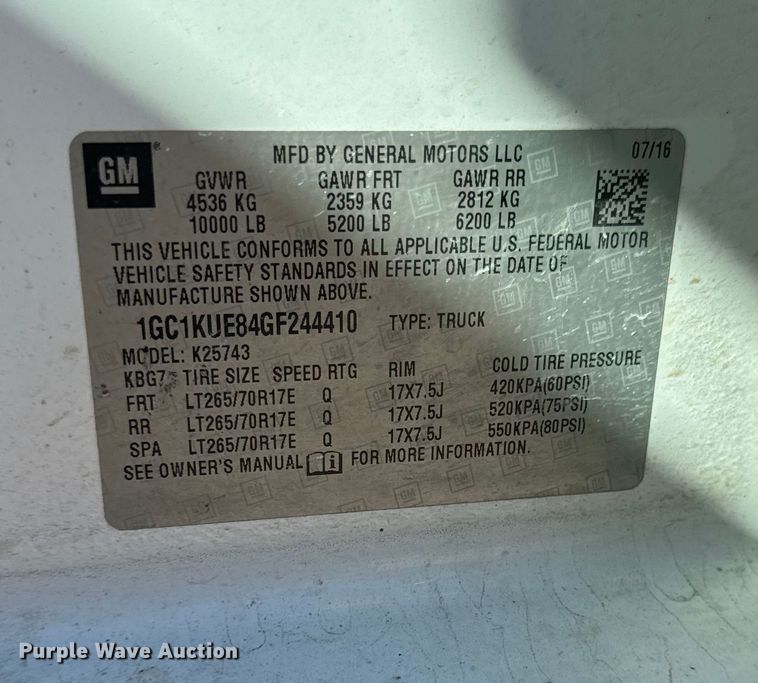 GM ® MFD BY GENERAL MOTORS LLC 07/16
GVWR GAWR FRT GAWR RR
4536 KG 2359 KG 2812 KG
10000 LB 5200 LB 6200 LB
THIS VEHICLE CONFORMS TO ALL APPLICABLE U.S. FEDERAL MOTOR
VEHICLE SAFETY STANDARDS IN EFFECT ON THE DATE OF
MANUFACTURE SHOWN ABOVE.
1GC1KUE84GF244410 TYPE: TRUCK
MODEL: K25743
KBG7 TIRE SIZE SPEED RTG RIM COLD TIRE PRESSURE
FRT LT265/70R17E Q 17X7.5J 420KPA(60PSI)
RR LT265/70R17E Q 17X7.5J 520KPA(75PSI)
SPA LT265/70R17E Q 17X7.5J 550KPA(80PSI)
SEE OWNER'S MANUAL i FOR MORE INFORMATION.
Purple Wave Auction